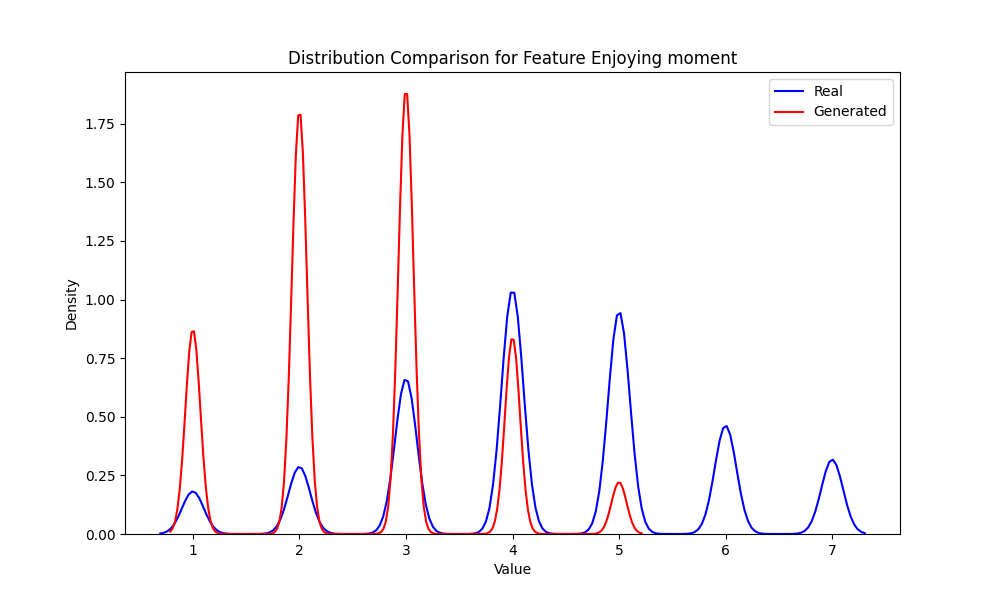 Distribution Comparison for Feature Enjoying moment
Real
Generated
Density
1.75
1.50
1.25
1.00
0.75
0.50
0.25
0.00
1 2 3 4 5 6 7
Value